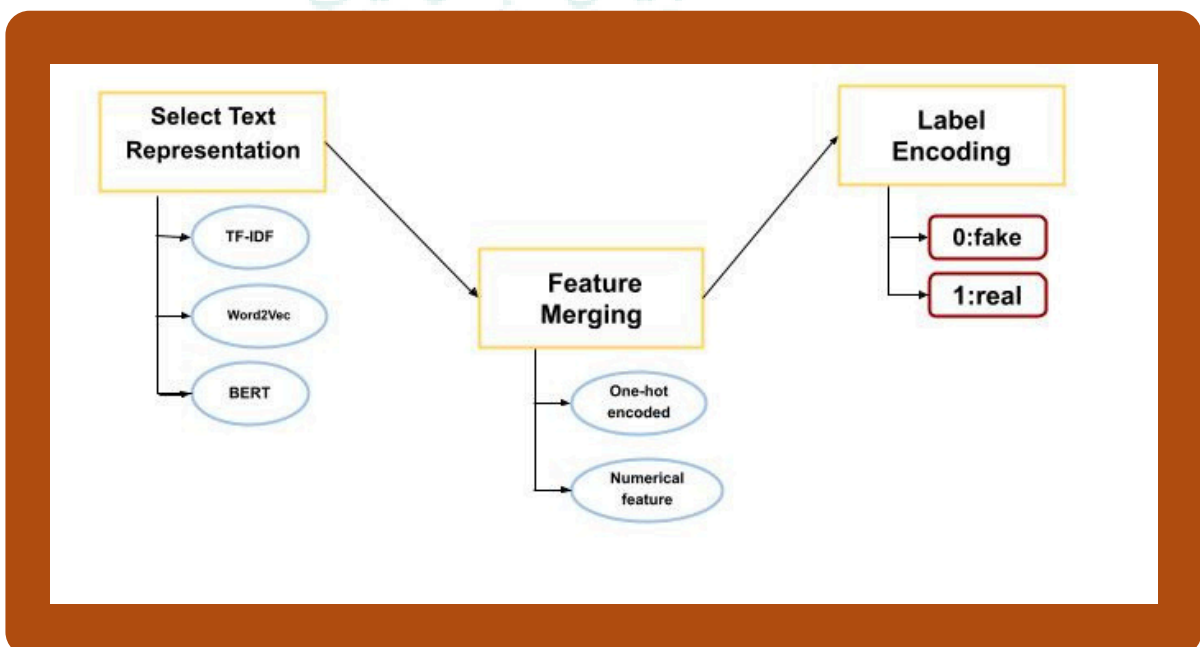 Select Text
Representation
TF-IDF
Word2Vec
BERT
Feature
Merging
One-hot
encoded
Numerical
feature
Label
Encoding
0:fake
1:real